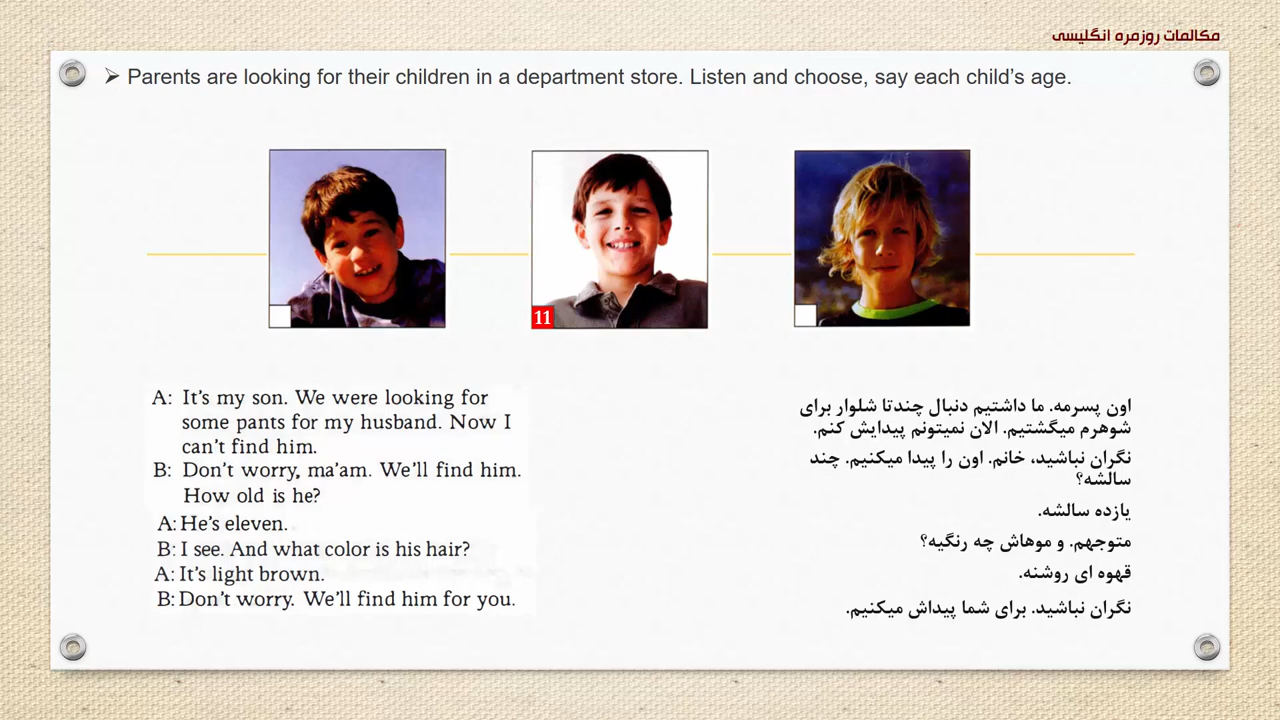 مکالمات روزمره انگلیسی
Parents are looking for their children in a department store. Listen and choose, say each child's age.
11
A: It's my son. We were looking for
some pants for my husband. Now I
can't find him.
B: Don't worry, ma'am. We'll find him.
How old is he?
A: He's eleven.
B: I see. And what color is his hair?
A: It's light brown.
B: Don't worry. We'll find him for you.
اون پسرمه. ما داشتیم دنبال چندتا شلوار برای
شوهرم میگشتیم. الان نمیتونم پیدایش کنم.
نگران نباشید، خانم. اون را پیدا میکنیم. چند
سالشه؟
یازده سالشه.
متوجهم. و موهاش چه رنگیه؟
قهوه ای روشنه.
نگران نباشید. برای شما پیداش میکنیم.